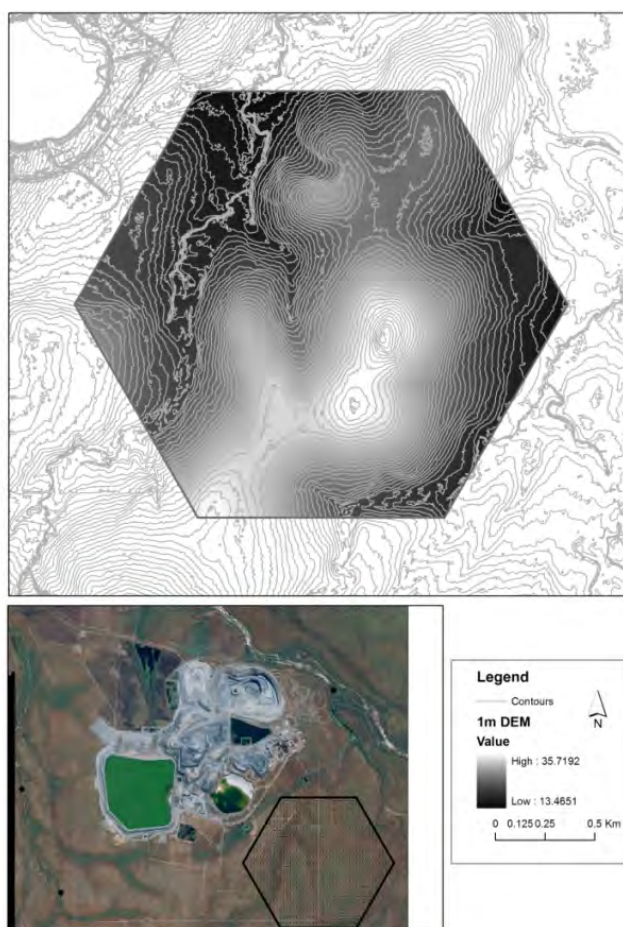 Legend
Contours
1m DEM
Value
High : 35.7192
Low : 13.4651
N
0 0.125 0.25 0.5 Km